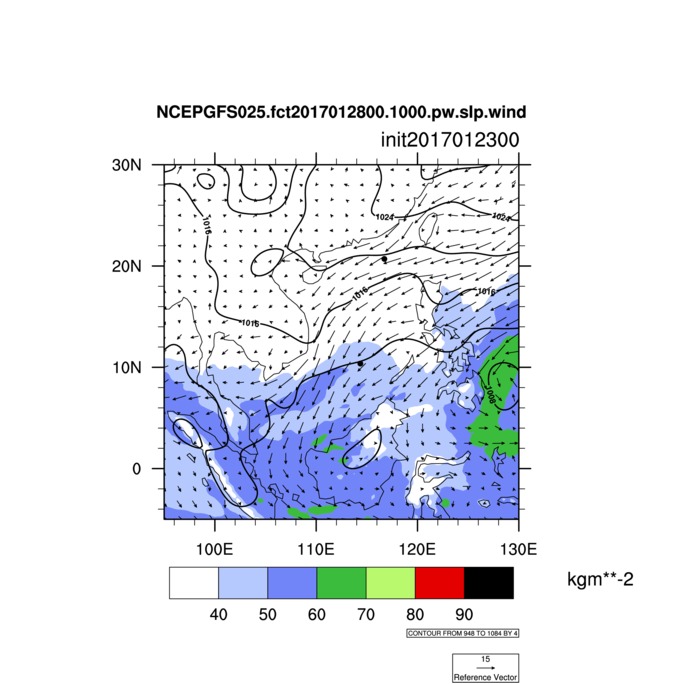 NCEPGFS025.fct2017012800.1000.pw.slp.wind
init2017012300
30N
1016
1024
1024
20N
1016
1016
1016
10N
1008
0
100E 110E 120E 130E
kgm**-2
40 50 60 70 80 90
CONTOUR FROM 948 TO 1084 BY 4
15
Reference Vector